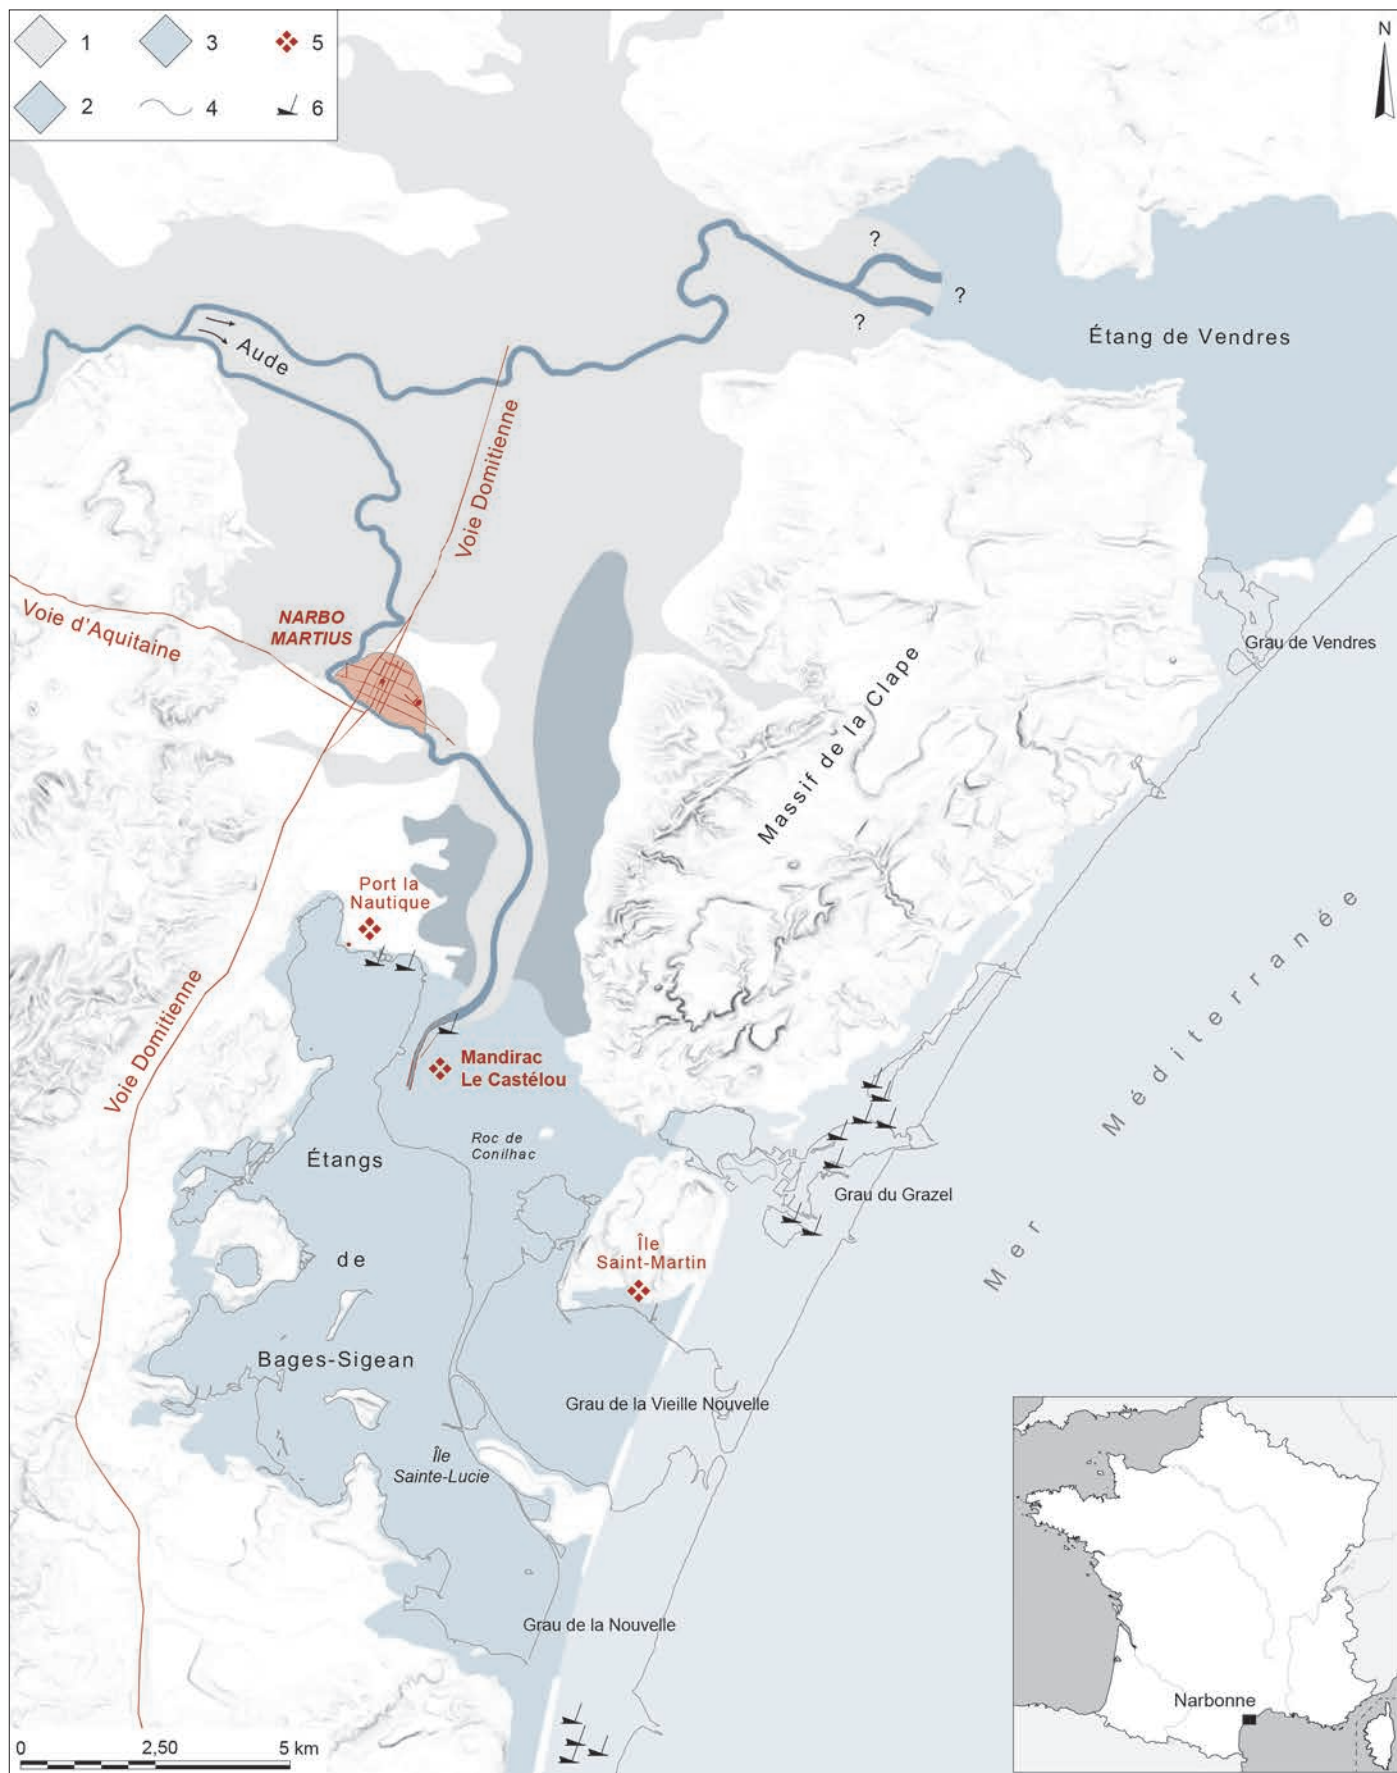 1
3
5
2
4
6
N
?
?
?
Étang de Vendres
Aude
Voie Domitienne
Voie d'Aquitaine
NARBO
MARTIUS
Grau de Vendres
Massif de la Clape
Port la
Nautique
Voie Domitienne
Mandirac
Le Castélou
Mer Méditerranée
Roc de
Conilhac
Étangs
de
Bages-Sigean
Grau du Grazel
Île
Saint-Martin
Grau de la Vieille Nouvelle
Île
Sainte-Lucie
Grau de la Nouvelle
Narbonne
0 2,50 5 km